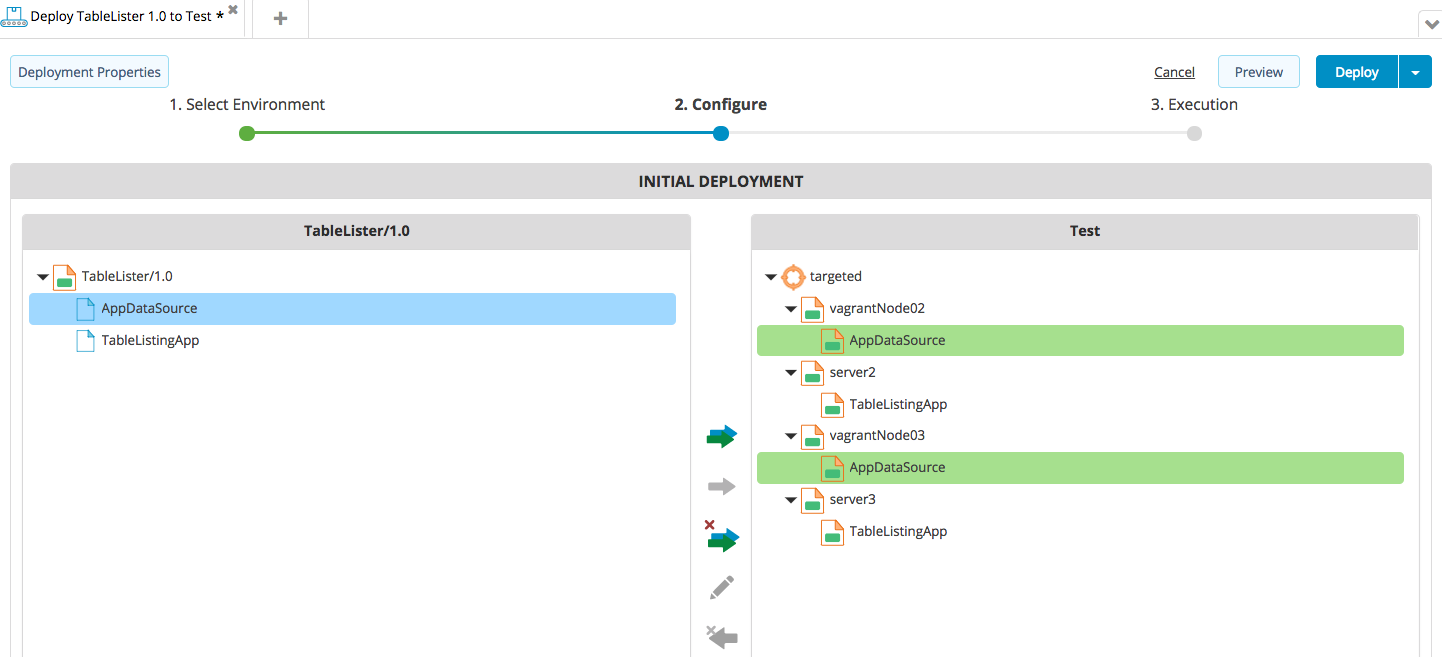 Deploy TableLister 1.0 to Test *
Deployment Properties
Cancel
Preview
Deploy
1. Select Environment
2. Configure
3. Execution
INITIAL DEPLOYMENT
TableLister/1.0
TableLister/1.0
AppDataSource
TableListingApp
Test
targeted
vagrantNode02
AppDataSource
server2
TableListingApp
vagrantNode03
AppDataSource
server3
TableListingApp